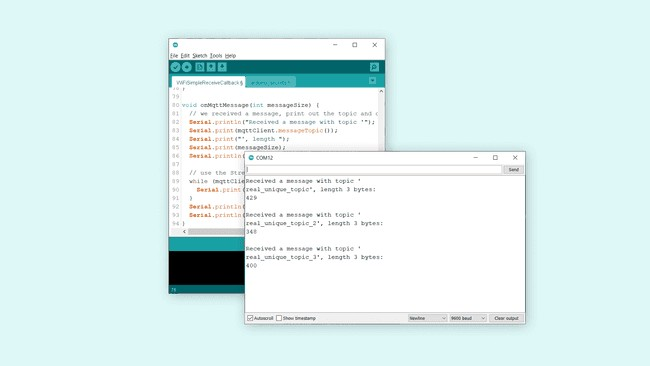 File Edit Sketch Tools Help
WiFiSimpleReceiveCallback §
79
80 void onMqttMessage(int messageSize) {
81 // we received a message, print out the topic and
82 Serial.println("Received a message with topic '");
83 Serial.print(mqttClient.messageTopic());
84 Serial.print("', length ");
85 Serial.print(messageSize);
86 Serial.println
87
88 // use the Stre
89 while (mqttClie
90 Serial.print
91 }
92 Serial.println
93 Serial.println
94 }
COM12
Send
Received a message with topic '
real_unique_topic', length 3 bytes:
429
Received a message with topic '
real_unique_topic_2', length 3 bytes:
348
Received a message with topic '
real_unique_topic_3', length 3 bytes:
400
Autoscroll Show timestamp Newline 9600 baud Clear output